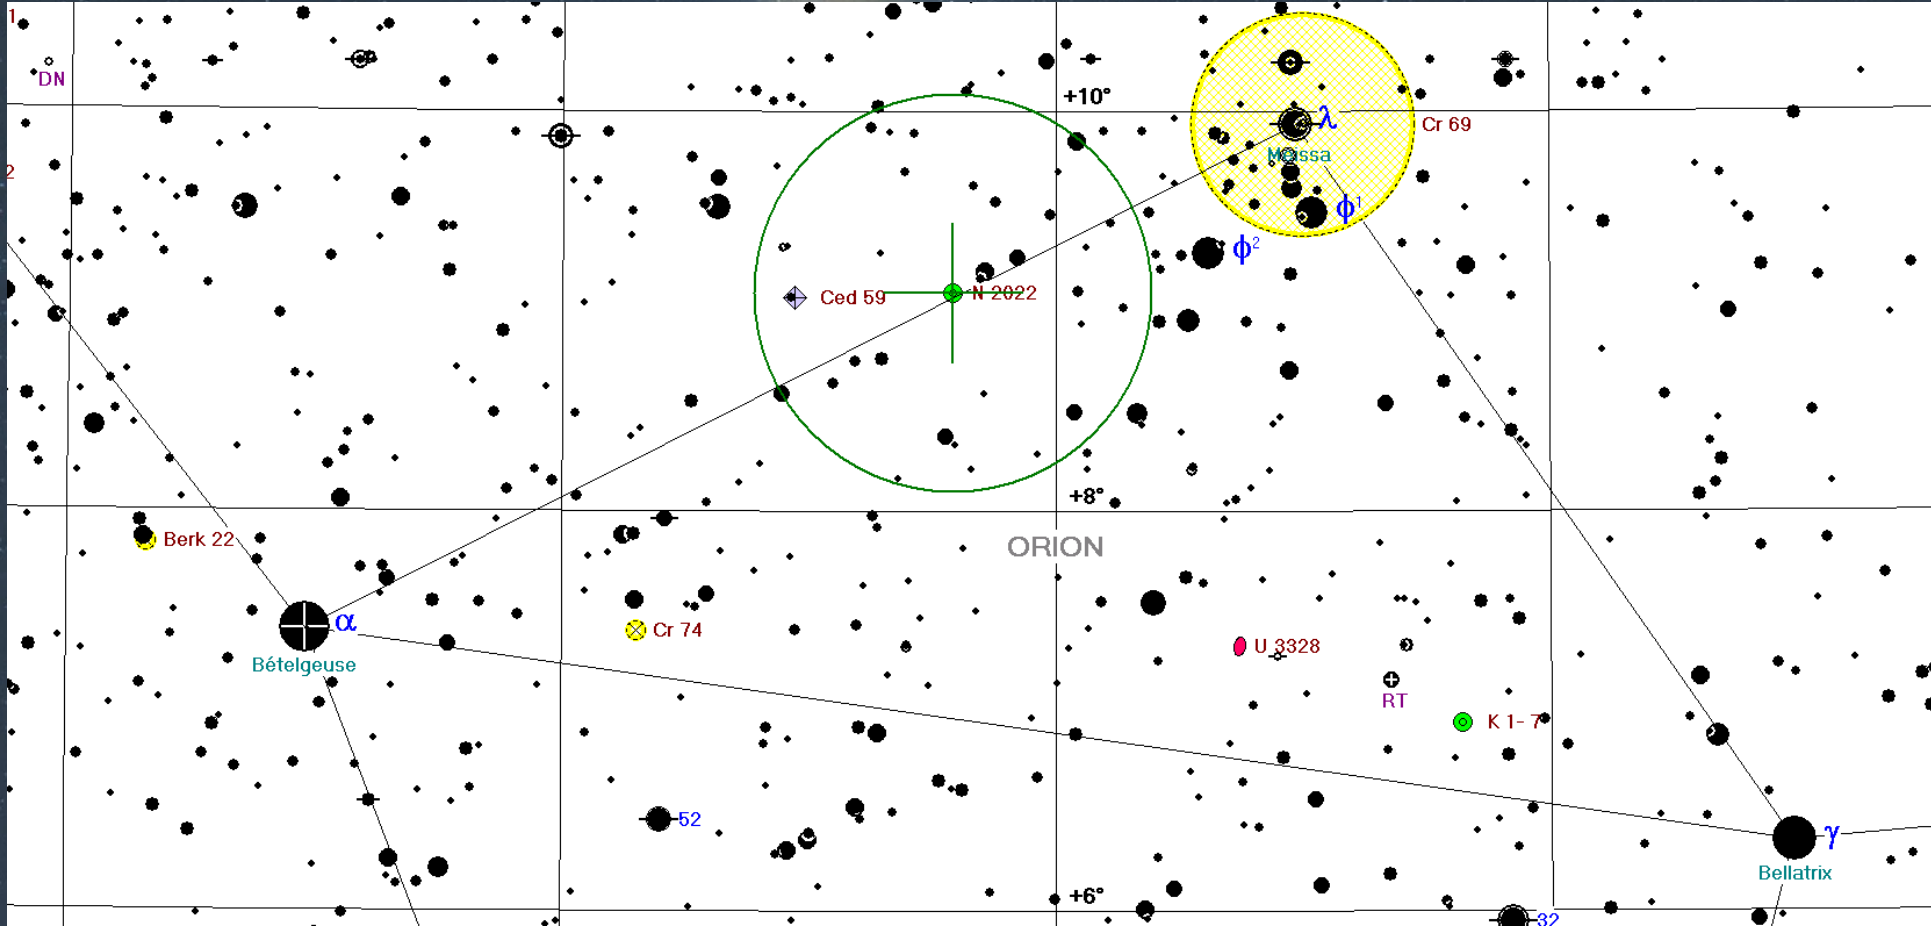 1
DN
+10°
λ
Cr 69
Meissa
2
ϕ1
ϕ2
Ced 59
N 2022
+8°
Berk 22
ORION
α
Cr 74
U 3328
Bételgeuse
RT
K 1- 7
52
γ
Bellatrix
+6°
32